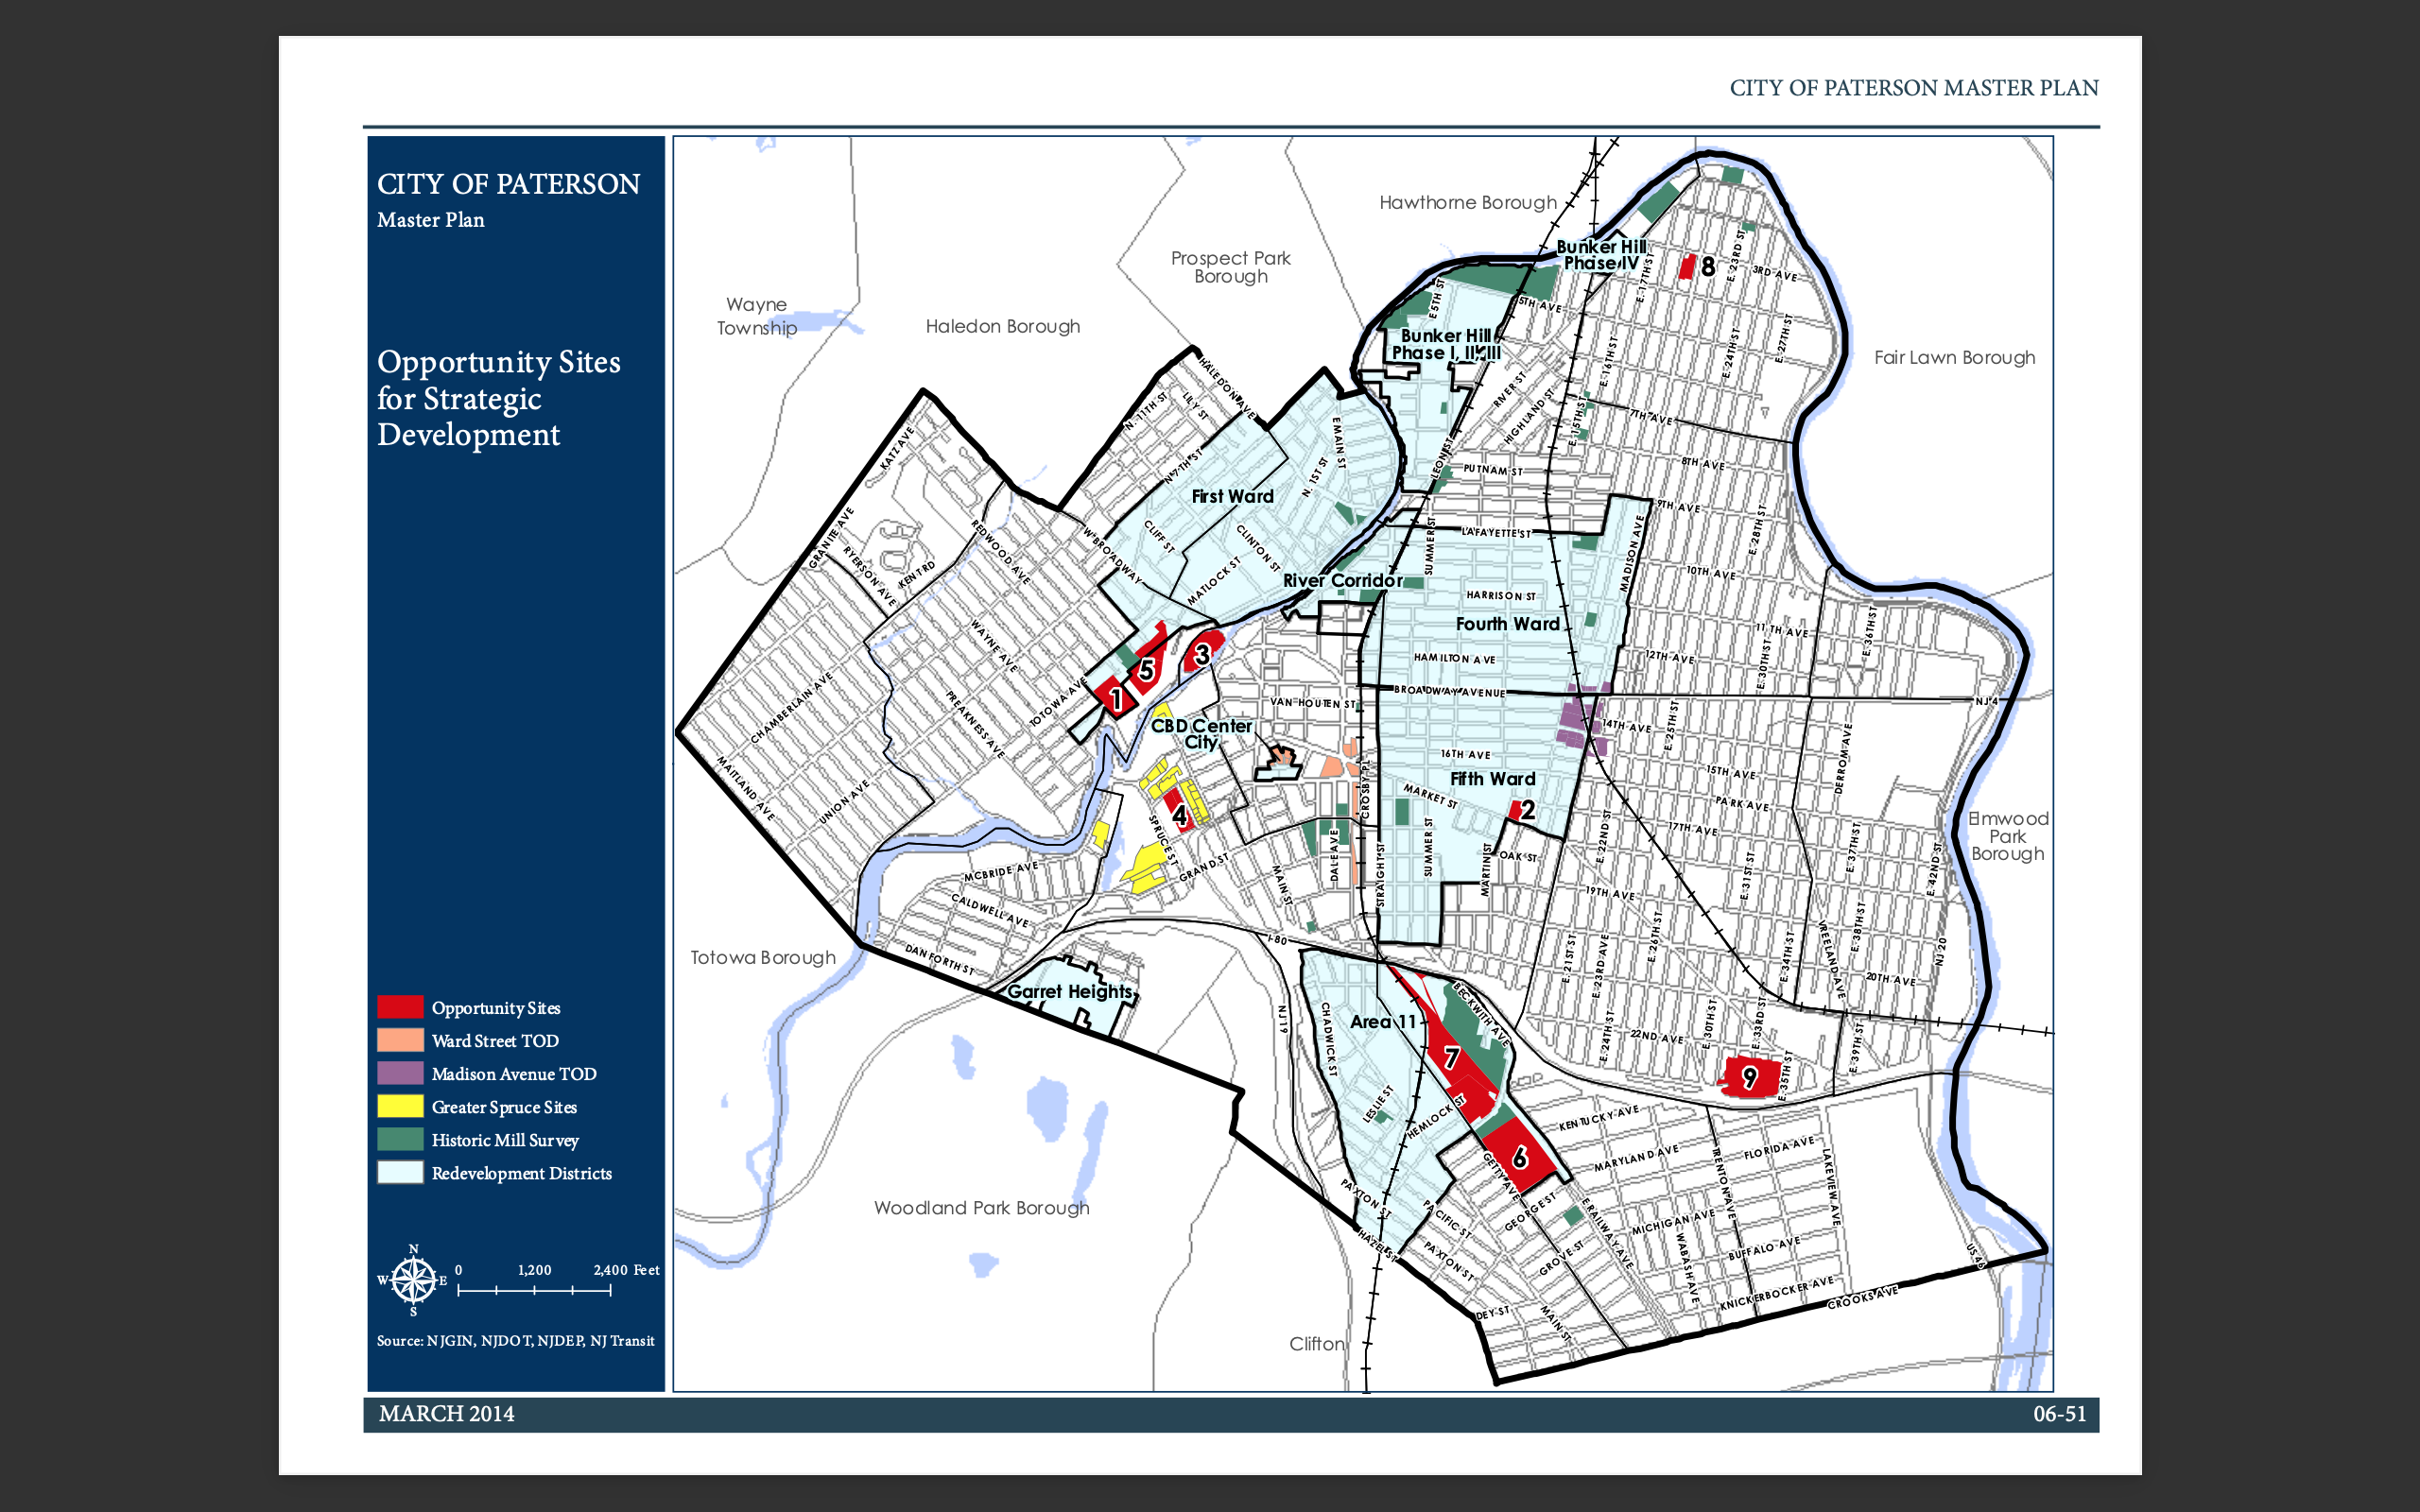 CITY OF PATERSON MASTER PLAN
CITY OF PATERSON
Master Plan
Opportunity Sites
for Strategic
Development
Opportunity Sites
Ward Street TOD
Madison Avenue TOD
Greater Spruce Sites
Historic Mill Survey
Redevelopment Districts
N
W
E
S
0
1,200
2,400 Feet
Source: NJGIN, NJDOT, NJDEP, NJ Transit
Hawthorne Borough
Prospect Park
Borough
Wayne
Township
Haledon Borough
Fair Lawn Borough
Elmwood
Park
Borough
Totowa Borough
Woodland Park Borough
Clifton
Bunker Hill
Phase IV
Bunker Hill
Phase I, II, III
First Ward
River Corridor
Fourth Ward
CBD Center
City
Fifth Ward
Garret Heights
Area 11
1
2
3
4
5
6
7
8
9
E. 17TH ST
E. 23RD ST
3RD AVE
5TH AVE
E 5TH ST
E. 16TH ST
E. 24TH ST
E. 27TH ST
HALEDON AVE
N. 11TH ST
LILY ST
RIVER ST
HIGHLAND ST
E. 15TH ST
7TH AVE
KATZ AVE
N 7TH ST
E MAIN ST
N. 1ST ST
LEON ST
PUTNAM ST
8TH AVE
GRANITE AVE
RYERSON AVE
KENT RD
REDWOOD AVE
W BROADWAY
CLIFF ST
CLINTON ST
MATLOCK ST
SUMMER ST
LAFAYETTE ST
MADISON AVE
9TH AVE
E. 28TH ST
10TH AVE
HARRISON ST
11TH AVE
E. 36TH ST
WAYNE AVE
HAMILTON AVE
12TH AVE
E. 30TH ST
CHAMBERLAIN AVE
PREAKNESS AVE
TOTOWA AVE
VAN HOUTEN ST
BROADWAY AVENUE
NJ 4
14TH AVE
E. 25TH ST
MAITLAND AVE
UNION AVE
16TH AVE
15TH AVE
DERROM AVE
PARK AVE
MARKET ST
CROSBY PL
SPRUCE ST
17TH AVE
E. 22ND ST
E. 37TH ST
MCBRIDE AVE
GRAND ST
DALE AVE
MAIN ST
STRAIGHT ST
SUMMER ST
MARTIN ST
OAK ST
E. 31ST ST
E. 42ND ST
19TH AVE
CALDWELL AVE
DANFORTH ST
I-80
E. 21ST ST
E. 23RD AVE
E. 26TH ST
E. 34TH ST
VREELAND AVE
E. 38TH ST
NJ 20
20TH AVE
NJ 19
CHADWICK ST
BECKWITH AVE
E. 24TH ST
22ND AVE
E. 30TH ST
E. 33RD ST
E. 39TH ST
E. 35TH ST
LESLIE ST
HEMLOCK ST
KENTUCKY AVE
MARYLAND AVE
FLORIDA AVE
TRENTON AVE
LAKEVIEW AVE
GETTY AVE
GEORGE ST
PAXTON ST
PACIFIC ST
E RAILWAY AVE
MICHIGAN AVE
WABASH AVE
BUFFALO AVE
HAZEL ST
PAXTON ST
GROVE ST
US 46
KNICKERBOCKER AVE
CROOKS AVE
DEY ST
MAIN ST
MARCH 2014
06-51